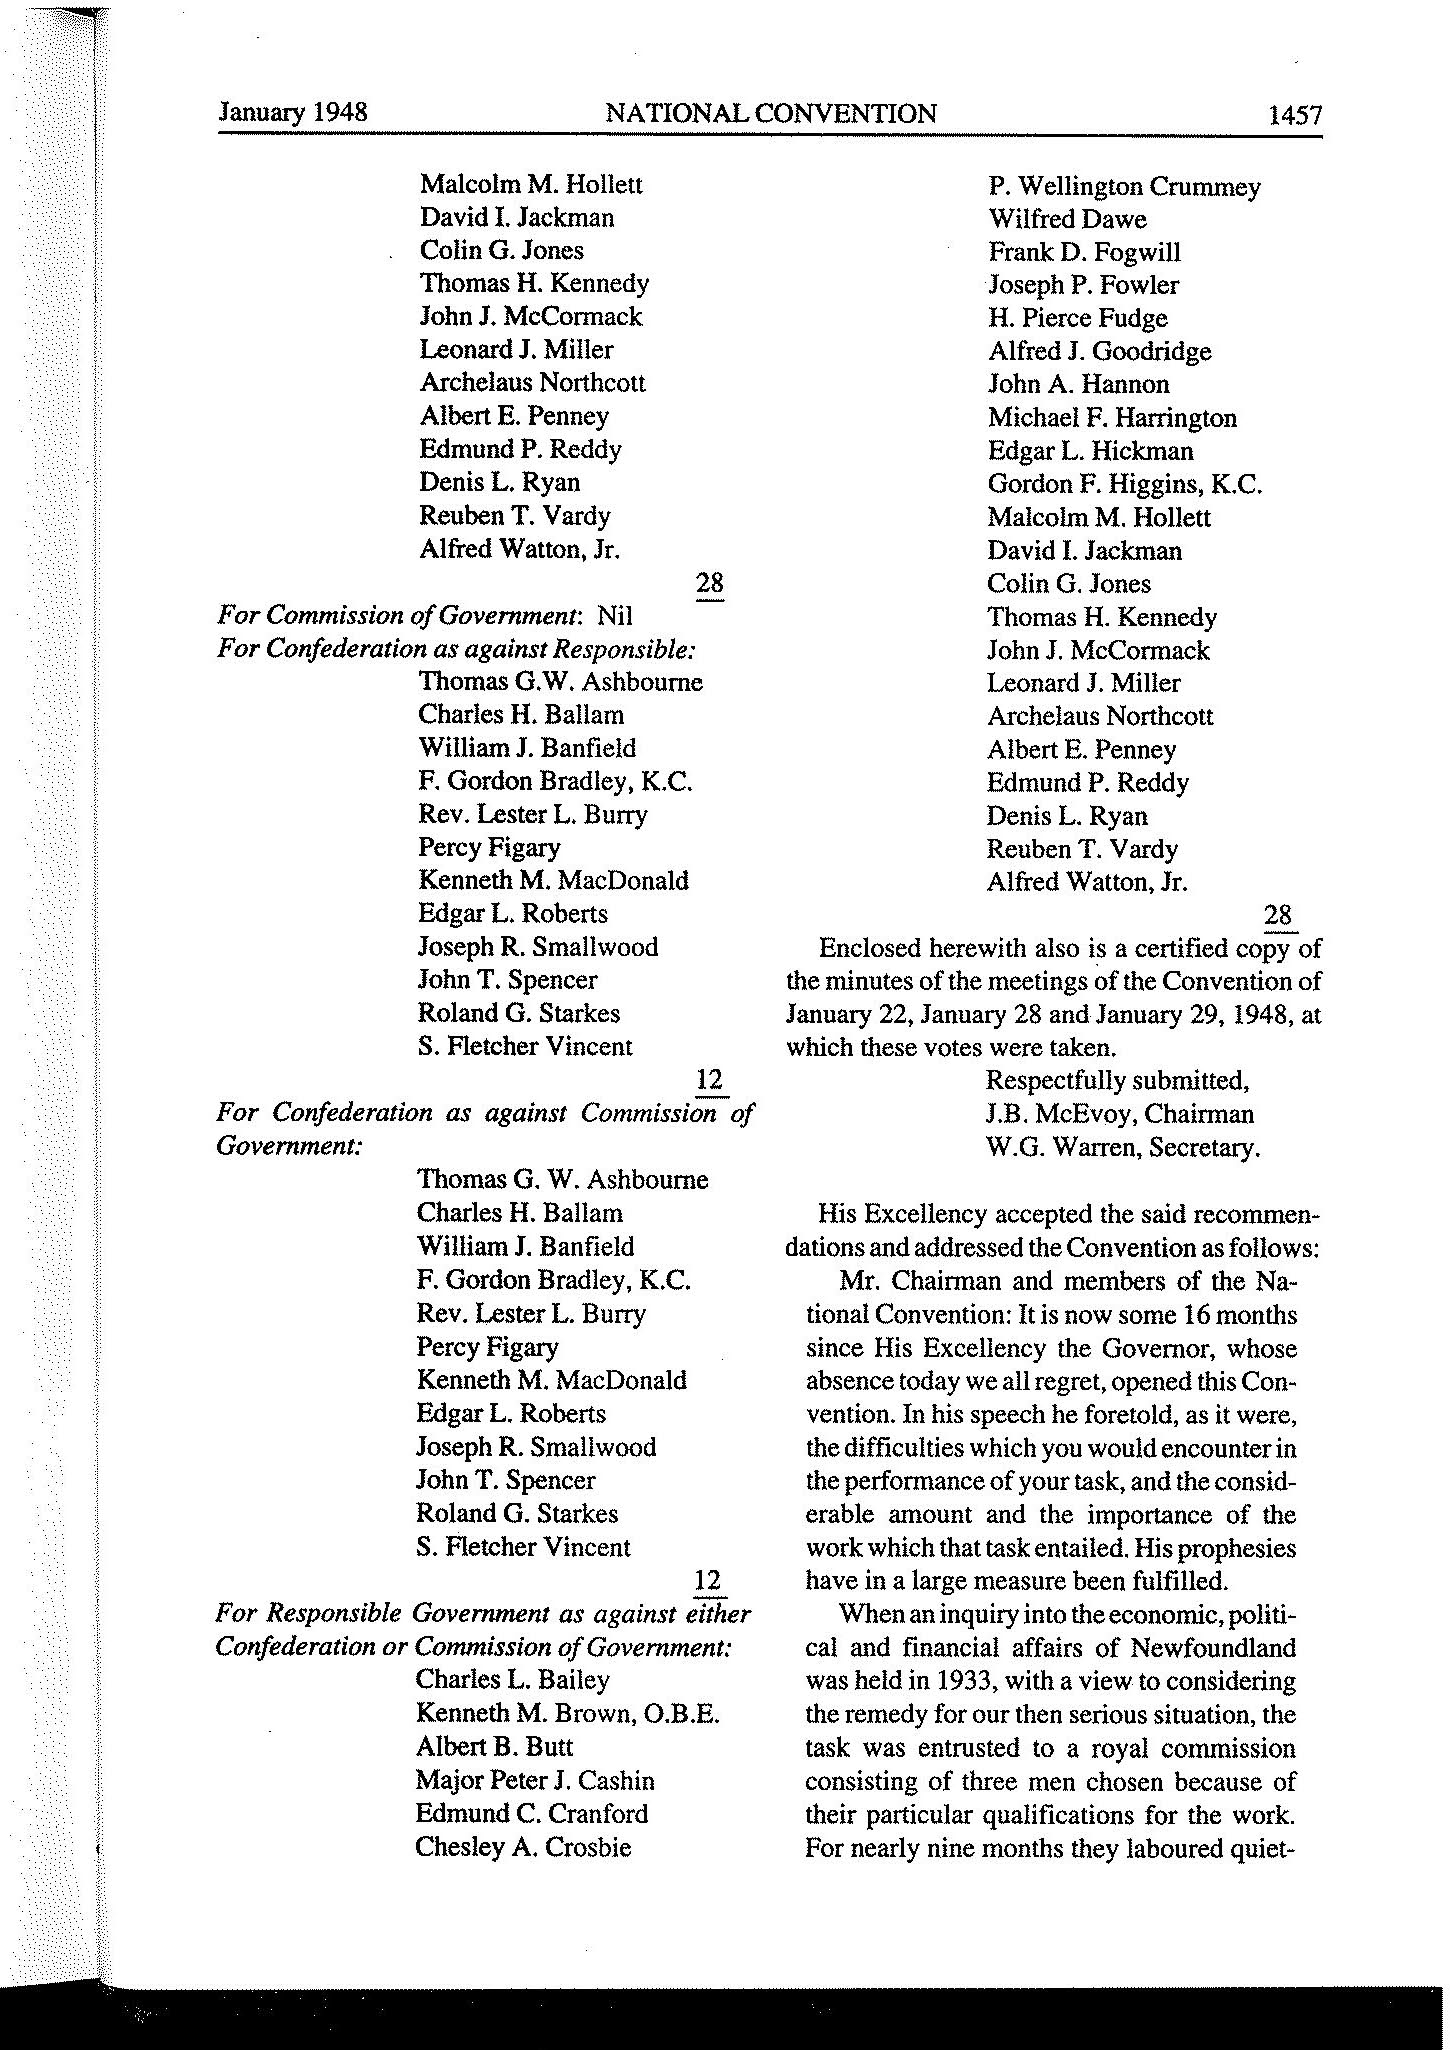 January 1948
NATIONAL CONVENTION
1457
Malcolm M. Hollett
David I. Jackman
Colin G. Jones
Thomas H. Kennedy
John J. McCormack
Leonard J. Miller
Archelaus Northcott
Albert E. Penney
Edmund P. Reddy
Denis L. Ryan
Reuben T. Vardy
Alfred Watton, Jr.
28
For Commission of Government: Nil
For Confederation as against Responsible:
Thomas G.W. Ashbourne
Charles H. Ballam
William J. Banfield
F. Gordon Bradley, K.C.
Rev. Lester L. Burry
Percy Figary
Kenneth M. MacDonald
Edgar L. Roberts
Joseph R. Smallwood
John T. Spencer
Roland G. Starkes
S. Fletcher Vincent
12
For Confederation as against Commission of
Government:
Thomas G. W. Ashbourne
Charles H. Ballam
William J. Banfield
F. Gordon Bradley, K.C.
Rev. Lester L. Burry
Percy Figary
Kenneth M. MacDonald
Edgar L. Roberts
Joseph R. Smallwood
John T. Spencer
Roland G. Starkes
S. Fletcher Vincent
12
For Responsible Government as against either
Confederation or Commission of Government:
Charles L. Bailey
Kenneth M. Brown, O.B.E.
Albert B. Butt
Major Peter J. Cashin
Edmund C. Cranford
Chesley A. Crosbie
P. Wellington Crummey
Wilfred Dawe
Frank D. Fogwill
Joseph P. Fowler
H. Pierce Fudge
Alfred J. Goodridge
John A. Hannon
Michael F. Harrington
Edgar L. Hickman
Gordon F. Higgins, K.C.
Malcolm M. Hollett
David I. Jackman
Colin G. Jones
Thomas H. Kennedy
John J. McCormack
Leonard J. Miller
Archelaus Northcott
Albert E. Penney
Edmund P. Reddy
Denis L. Ryan
Reuben T. Vardy
Alfred Watton, Jr.
28
Enclosed herewith also is a certified copy of
the minutes of the meetings of the Convention of
January 22, January 28 and January 29, 1948, at
which these votes were taken.
Respectfully submitted,
J.B. McEvoy, Chairman
W.G. Warren, Secretary.
His Excellency accepted the said recommen-
dations and addressed the Convention as follows:
Mr. Chairman and members of the Na-
tional Convention: It is now some 16 months
since His Excellency the Governor, whose
absence today we all regret, opened this Con-
vention. In his speech he foretold, as it were,
the difficulties which you would encounter in
the performance of your task, and the consid-
erable amount and the importance of the
work which that task entailed. His prophesies
have in a large measure been fulfilled.
When an inquiry into the economic, politi-
cal and financial affairs of Newfoundland
was held in 1933, with a view to considering
the remedy for our then serious situation, the
task was entrusted to a royal commission
consisting of three men chosen because of
their particular qualifications for the work.
For nearly nine months they laboured quiet-